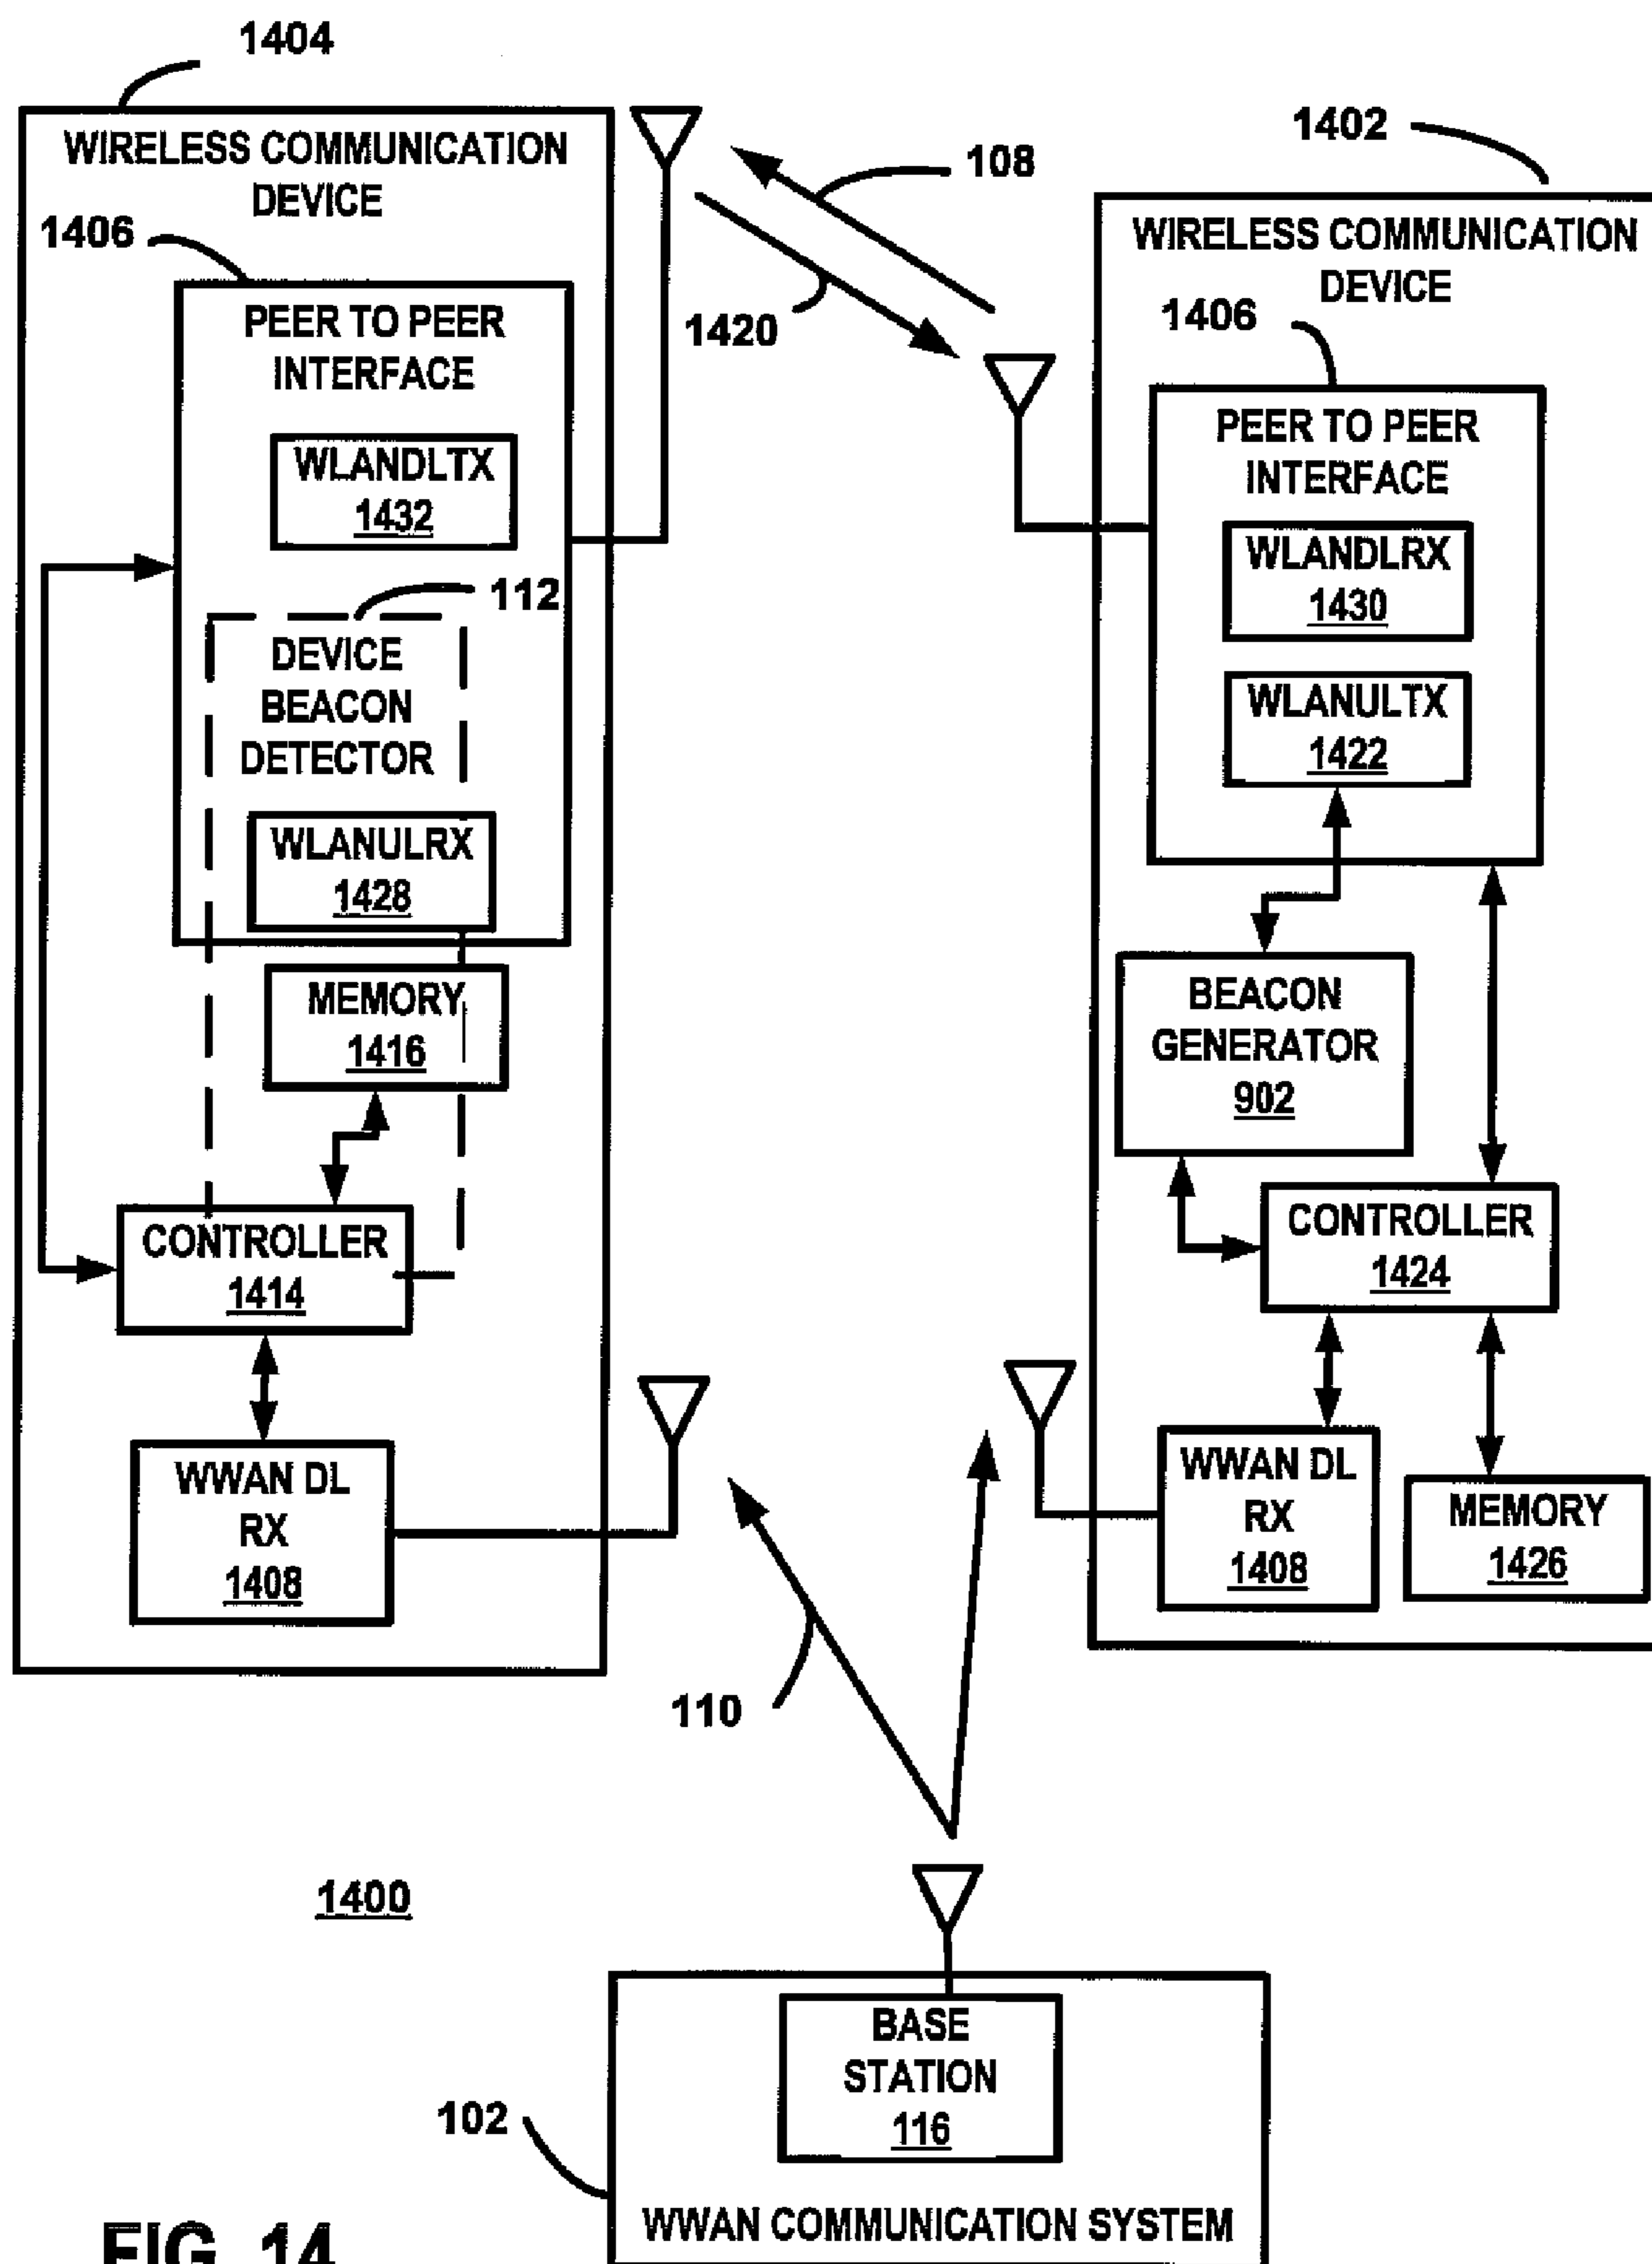 1404
WIRELESS COMMUNICATION
DEVICE
1406
PEER TO PEER
INTERFACE
WLANDLTX
1432
112
DEVICE
BEACON
DETECTOR
WLANULRX
1428
MEMORY
1416
CONTROLLER
1414
WWAN DL
RX
1408
108
1420
1402
WIRELESS COMMUNICATION
DEVICE
1406
PEER TO PEER
INTERFACE
WLANDLRX
1430
WLANULTX
1422
BEACON
GENERATOR
902
CONTROLLER
1424
WWAN DL
RX
1408
MEMORY
1426
110
1400
BASE
STATION
116
102
WWAN COMMUNICATION SYSTEM
FIG. 14